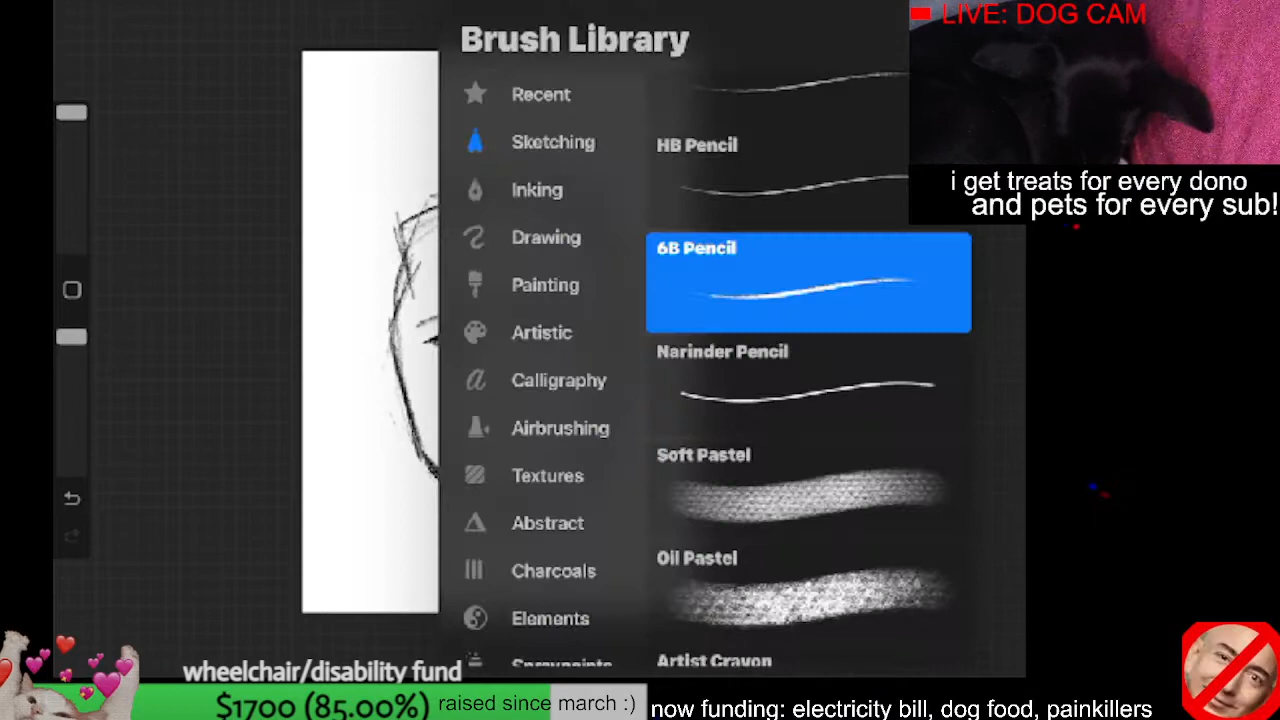 Brush Library
LIVE: DOG CAM
i get treats for every dono
and pets for every sub!
Recent
Sketching
Inking
Drawing
Painting
Artistic
Calligraphy
Airbrushing
Textures
Abstract
Charcoals
Elements
Spraypaints
HB Pencil
6B Pencil
Narinder Pencil
Soft Pastel
Oil Pastel
Artist Crayon
wheelchair/disability fund
$1700 (85.00%) raised since march :)
now funding: electricity bill, dog food, painkillers